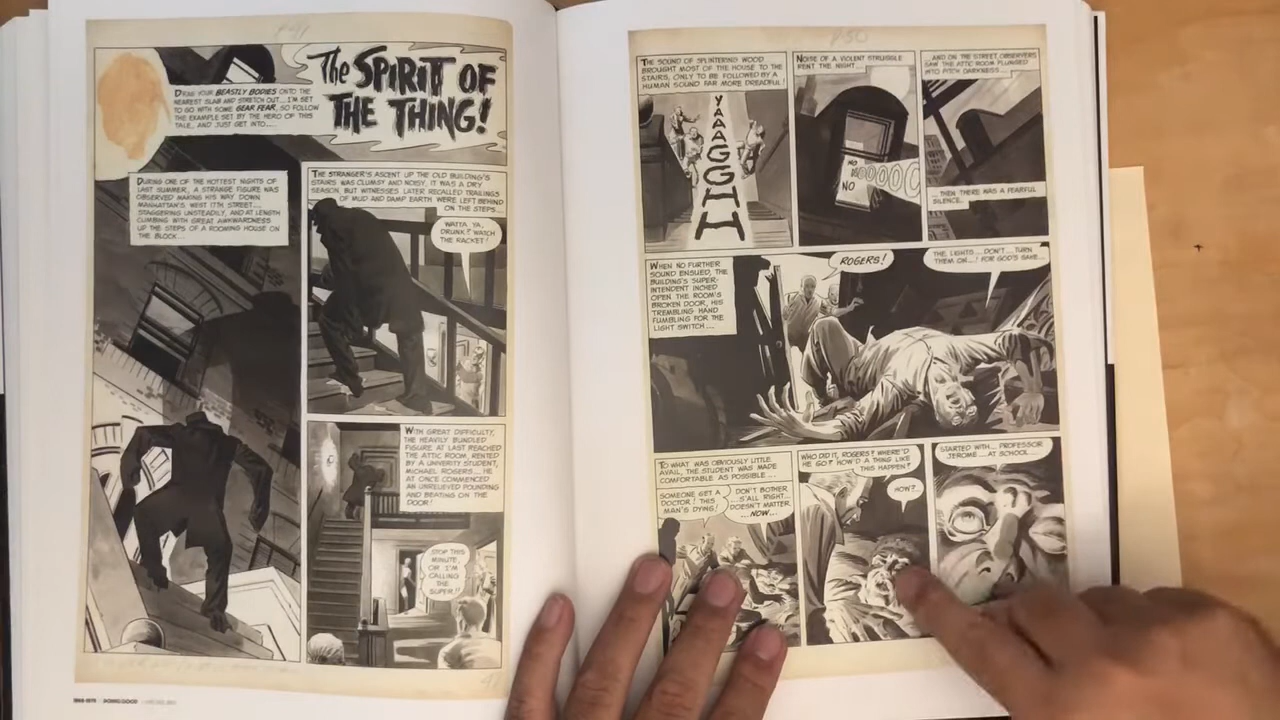 The SPIRIT OF
THE THING!
DRAG YOUR BEASTLY BODIES ONTO THE
NEAREST SLAB AND STRETCH OUT... I'M SET
TO GO WITH SOME GEAR FEAR, SO FOLLOW
THE EXAMPLE SET BY THE HERO OF THIS
TALE, AND JUST GET INTO....
DURING ONE OF THE HOTTEST NIGHTS OF
LAST SUMMER, A STRANGE FIGURE WAS
OBSERVED MAKING HIS WAY DOWN
MANHATTAN'S WEST 17TH STREET...
STAGGERING UNSTEADILY, AND AT LENGTH
CLIMBING WITH GREAT AWKWARDNESS
UP THE STEPS OF A ROOMING HOUSE ON
THE BLOCK...
THE STRANGER'S ASCENT UP THE OLD BUILDING'S
STAIRS WAS CLUMSY AND NOISY. IT WAS A DRY
SEASON, BUT WITNESSES LATER RECALLED TRAILINGS
OF MUD AND DAMP EARTH WERE LEFT BEHIND
ON THE STEPS...
WATTA YA,
DRUNK? WATCH
THE RACKET!
WITH GREAT DIFFICULTY,
THE HEAVILY BUNDLED
FIGURE AT LAST REACHED
THE ATTIC ROOM, RENTED
BY A UNIVERITY STUDENT,
MICHAEL ROGERS... HE
AT ONCE COMMENCED
AN UNRELIEVED POUNDING
AND BEATING ON THE
DOOR!
STOP THIS
MINUTE,
OR I'M
CALLING
THE
SUPER!!
DOING GOOD
THE SOUND OF SPLINTERING WOOD
BROUGHT MOST OF THE HOUSE TO THE
STAIRS, ONLY TO BE FOLLOWED BY A
HUMAN SOUND FAR MORE DREADFUL!
YAAAGGHH
NOISE OF A VIOLENT STRUGGLE
RENT THE NIGHT...
NO
NOOOOO
NO
...AND ON THE STREET, OBSERVERS
SAW THE ATTIC ROOM PLUNGED
INTO PITCH DARKNESS...
...THEN THERE WAS A FEARFUL
SILENCE.
WHEN NO FURTHER
SOUND ENSUED, THE
BUILDING'S SUPER-
INTENDENT INCHED
OPEN THE ROOM'S
BROKEN DOOR, HIS
TREMBLING HAND
FUMBLING FOR THE
LIGHT SWITCH...
ROGERS!
THE LIGHTS... DON'T... TURN
THEM ON...! FOR GOD'S SAKE...
TO WHAT WAS OBVIOUSLY LITTLE
AVAIL, THE STUDENT WAS MADE
COMFORTABLE AS POSSIBLE...
SOMEONE GET A
DOCTOR! THIS
MAN'S DYING!
DON'T BOTHER
...S'ALL RIGHT...
DOESN'T MATTER
...NOW...
WHO DID IT, ROGERS? WHERE'D
HE GO? HOW'D A THING LIKE
THIS HAPPEN?
HOW?...
STARTED WITH... PROFESSOR
JEROME... AT SCHOOL...